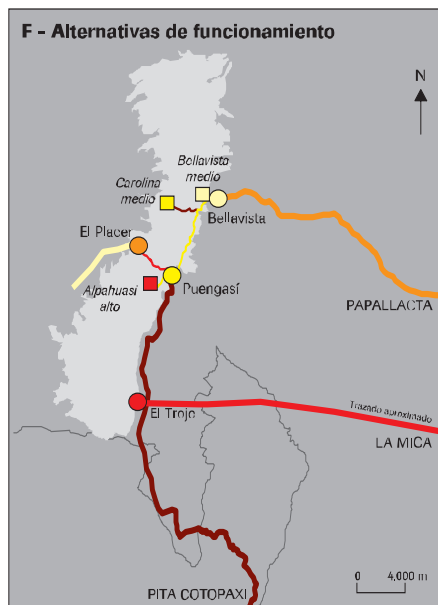 F - Alternativas de funcionamiento
N
Bellavista
medio
Carolina
medio
Bellavista
El Placer
Puengasí
Alpahuasi
alto
PAPALLACTA
El Troje
Trazado aproximado
LA MICA
0 4,000 m
PITA COTOPAXI